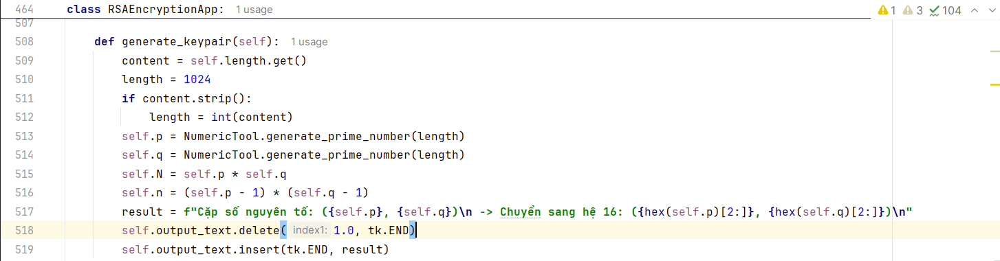 464 class RSAEncryptionApp: 1 usage 1 3 104
507
508 def generate_keypair(self): 1 usage
509 content = self.length.get()
510 length = 1024
511 if content.strip():
512 length = int(content)
513 self.p = NumericTool.generate_prime_number(length)
514 self.q = NumericTool.generate_prime_number(length)
515 self.N = self.p * self.q
516 self.n = (self.p - 1) * (self.q - 1)
517 result = f"Cặp số nguyên tố: ({self.p}, {self.q})\n -> Chuyển sang hệ 16: ({hex(self.p)[2:]}, {hex(self.q)[2:]})\n"
518 self.output_text.delete( index1: 1.0, tk.END)
519 self.output_text.insert(tk.END, result)